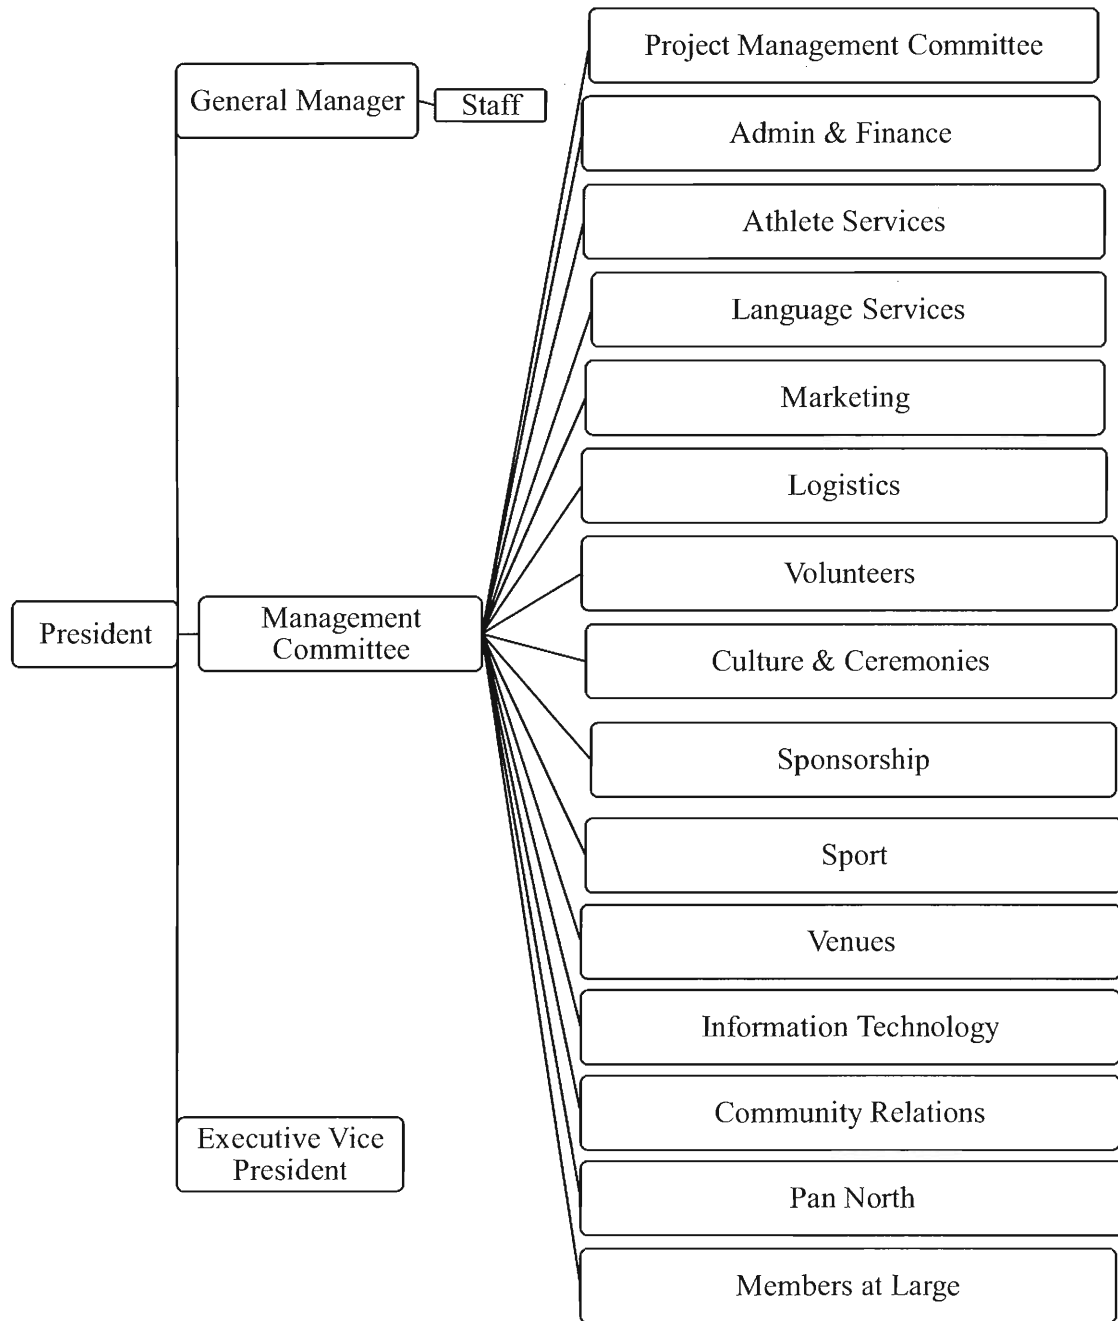 Project Management Committee
General Manager
Staff
Admin & Finance
Athlete Services
Language Services
Marketing
Logistics
Volunteers
President
Management
Committee
Culture & Ceremonies
Sponsorship
Sport
Venues
Information Technology
Community Relations
Executive Vice
President
Pan North
Members at Large